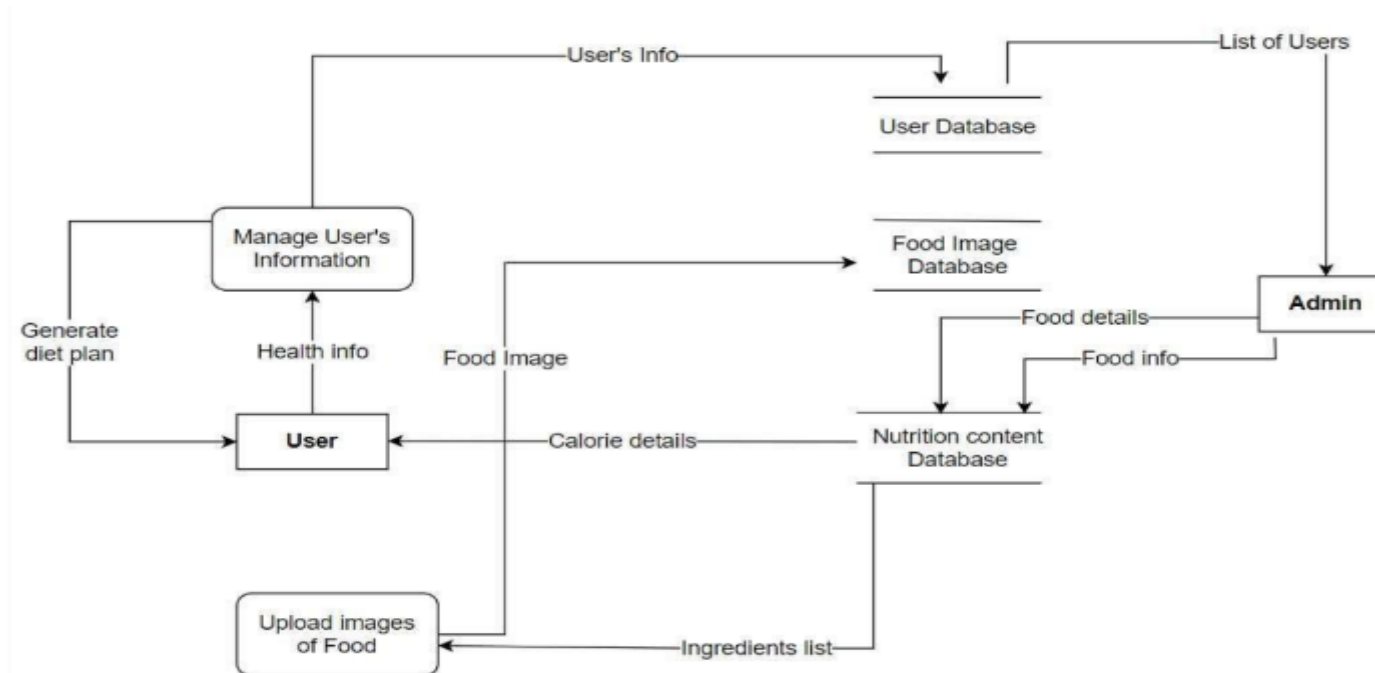 User's Info
List of Users
User Database
Manage User's
Information
Food Image
Database
Admin
Generate
diet plan
Health info
Food Image
Food details
Food info
User
Calorie details
Nutrition content
Database
Upload images
of Food
Ingredients list